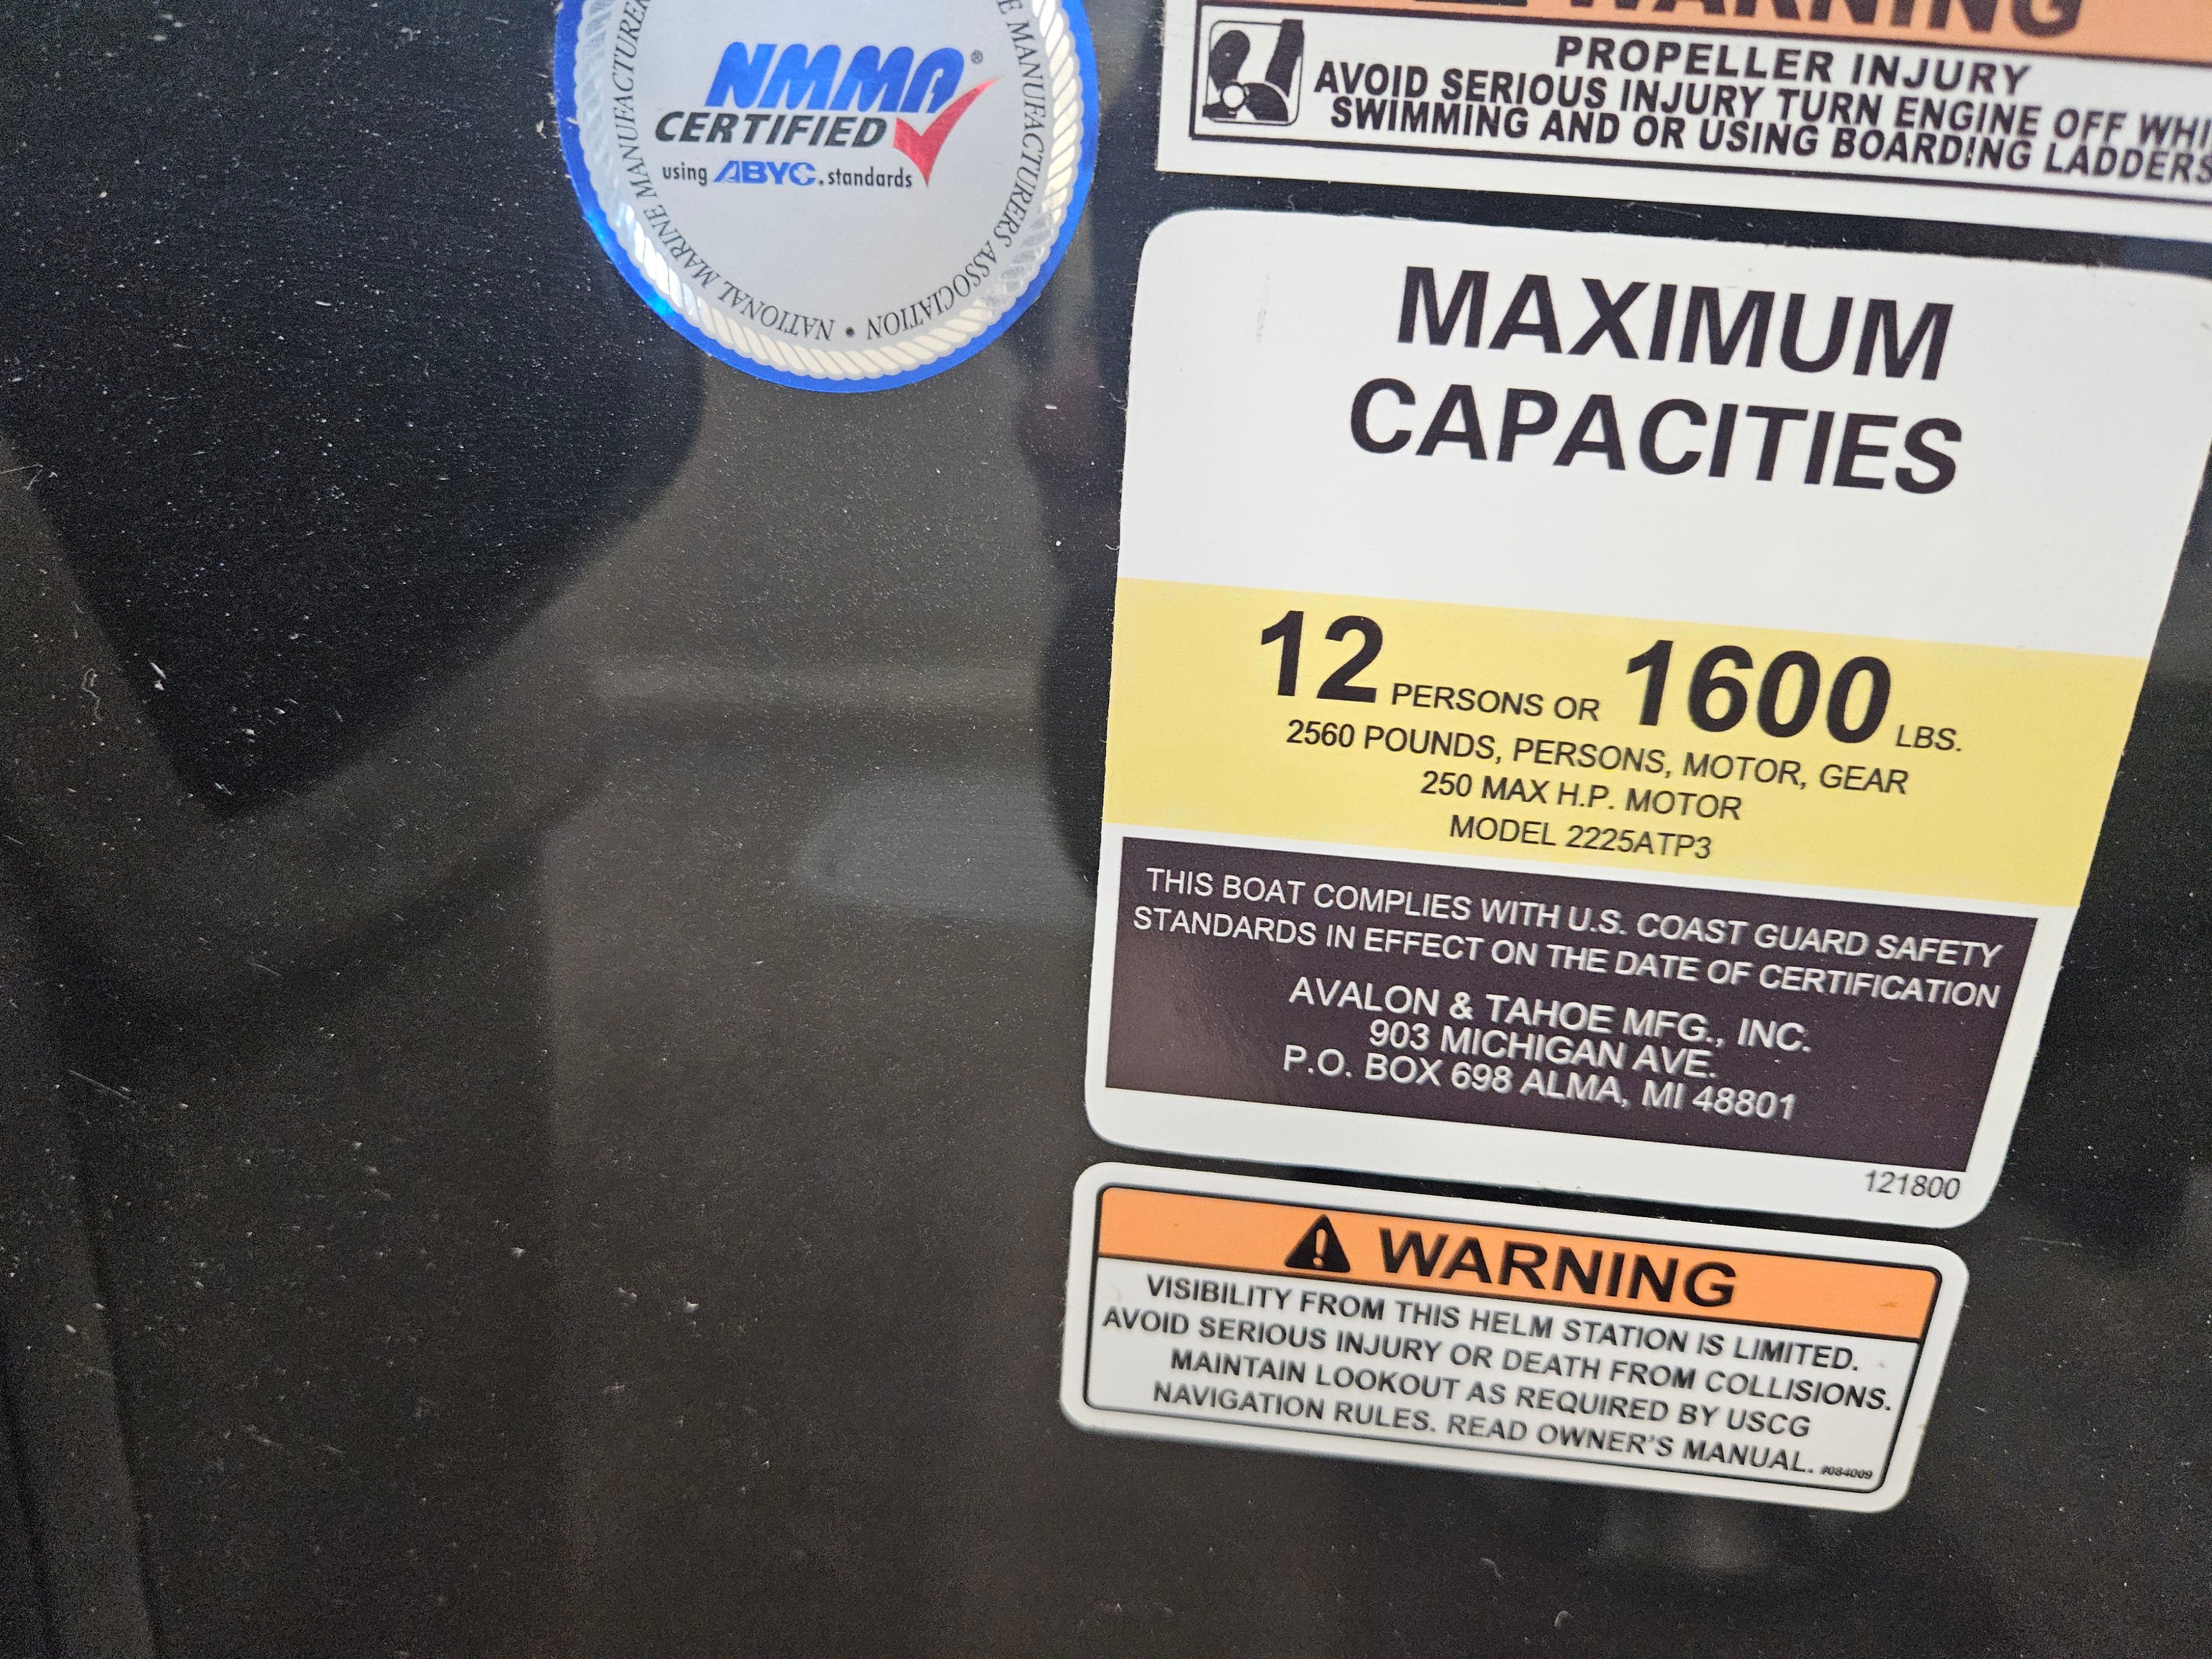 NMMA®
CERTIFIED
using ABYC. standards
NATIONAL MARINE MANUFACTURERS ASSOCIATION •
WARNING
PROPELLER INJURY
AVOID SERIOUS INJURY TURN ENGINE OFF
SWIMMING AND OR USING BOARDING LADDERS
MAXIMUM
CAPACITIES
12 PERSONS OR 1600 LBS.
2560 POUNDS, PERSONS, MOTOR, GEAR
250 MAX H.P. MOTOR
MODEL 2225ATP3
THIS BOAT COMPLIES WITH U.S. COAST GUARD SAFETY
STANDARDS IN EFFECT ON THE DATE OF CERTIFICATION
AVALON & TAHOE MFG., INC.
903 MICHIGAN AVE.
P.O. BOX 698 ALMA, MI 48801
121800
WARNING
VISIBILITY FROM THIS HELM STATION IS LIMITED.
AVOID SERIOUS INJURY OR DEATH FROM COLLISIONS.
MAINTAIN LOOKOUT AS REQUIRED BY USCG
NAVIGATION RULES. READ OWNER'S MANUAL. #084009